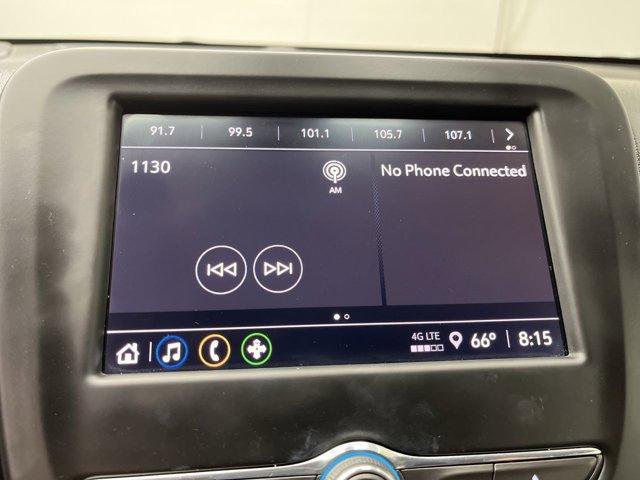 91.7 99.5 101.1 105.7 107.1
1130
AM
No Phone Connected
4G LTE 66° 8:15